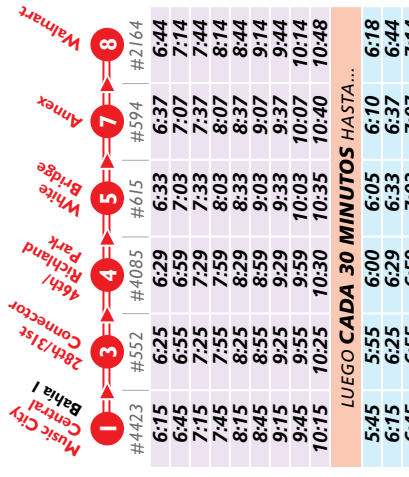 Music City Central Bahia 1
28th/31st Connector
46th/ Richland Park
White Bridge
Annex
Walmart
1 3 4 5 7 8
#4423 #552 #4085 #615 #594 #2164
6:15 6:25 6:29 6:33 6:37 6:44
6:45 6:55 6:59 7:03 7:07 7:14
7:15 7:25 7:29 7:33 7:37 7:44
7:45 7:55 7:59 8:03 8:07 8:14
8:15 8:25 8:29 8:33 8:37 8:44
8:45 8:55 8:59 9:03 9:07 9:14
9:15 9:25 9:29 9:33 9:37 9:44
9:45 9:55 9:59 10:03 10:07 10:14
10:15 10:25 10:30 10:35 10:40 10:48
LUEGO CADA 30 MINUTOS HASTA...
5:45 5:55 6:00 6:05 6:10 6:18
6:15 6:25 6:29 6:33 6:37 6:44